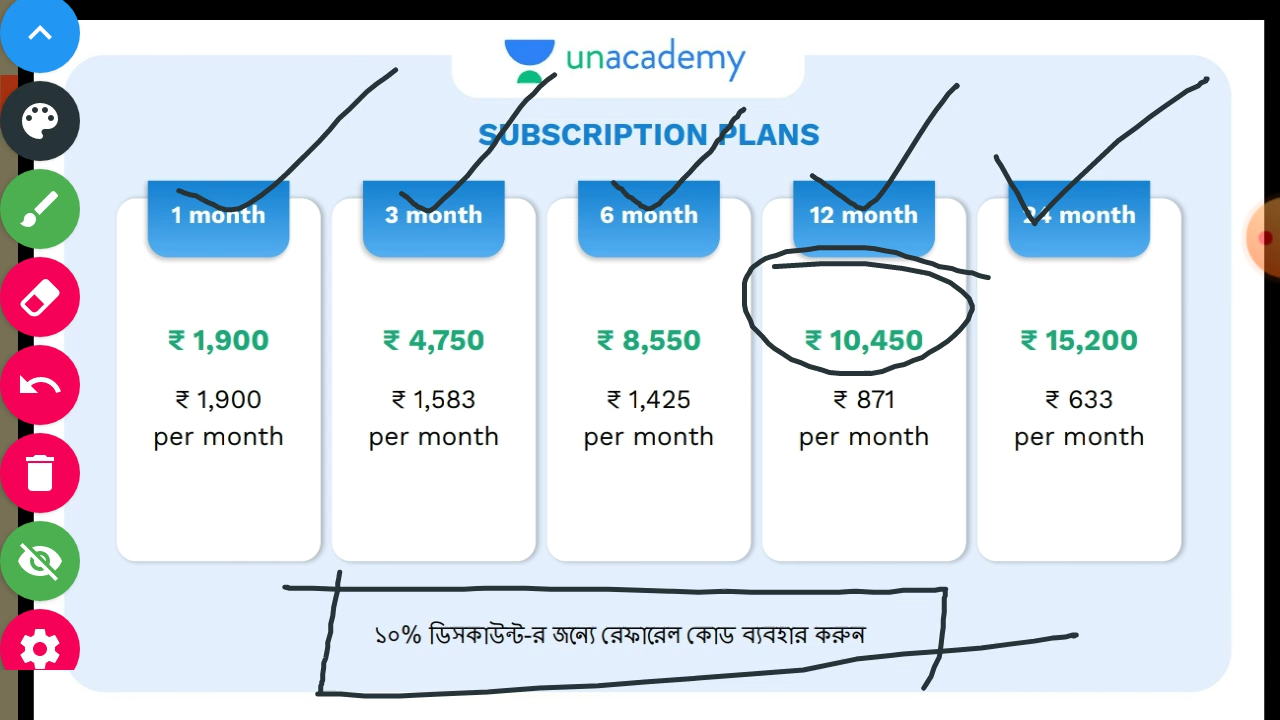 unacademy
SUBSCRIPTION PLANS
1 month
3 month
6 month
12 month
24 month
₹ 1,900
₹ 4,750
₹ 8,550
₹ 10,450
₹ 15,200
₹ 1,900
₹ 1,583
₹ 1,425
₹ 871
₹ 633
per month
per month
per month
per month
per month
১০% ডিসকাউন্ট-র জন্যে রেফারেল কোড ব্যবহার করুন